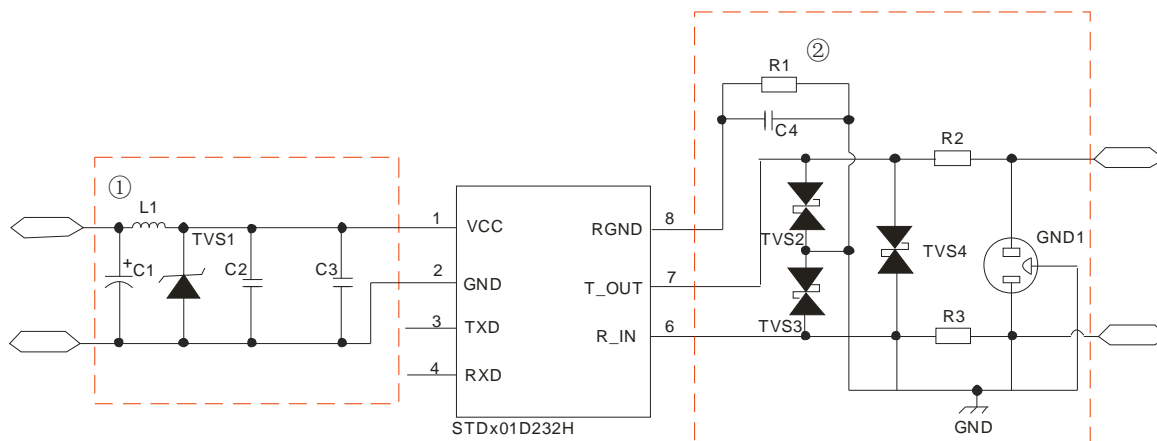 ②
R1
C4
R2
①
L1
1
VCC
8
RGND
TVS2
TVS1
TVS4
GND1
+
C1
C2
C3
2
GND
7
T_OUT
3
TXD
TVS3
6
R_IN
R3
4
RXD
STDx01D232H
GND